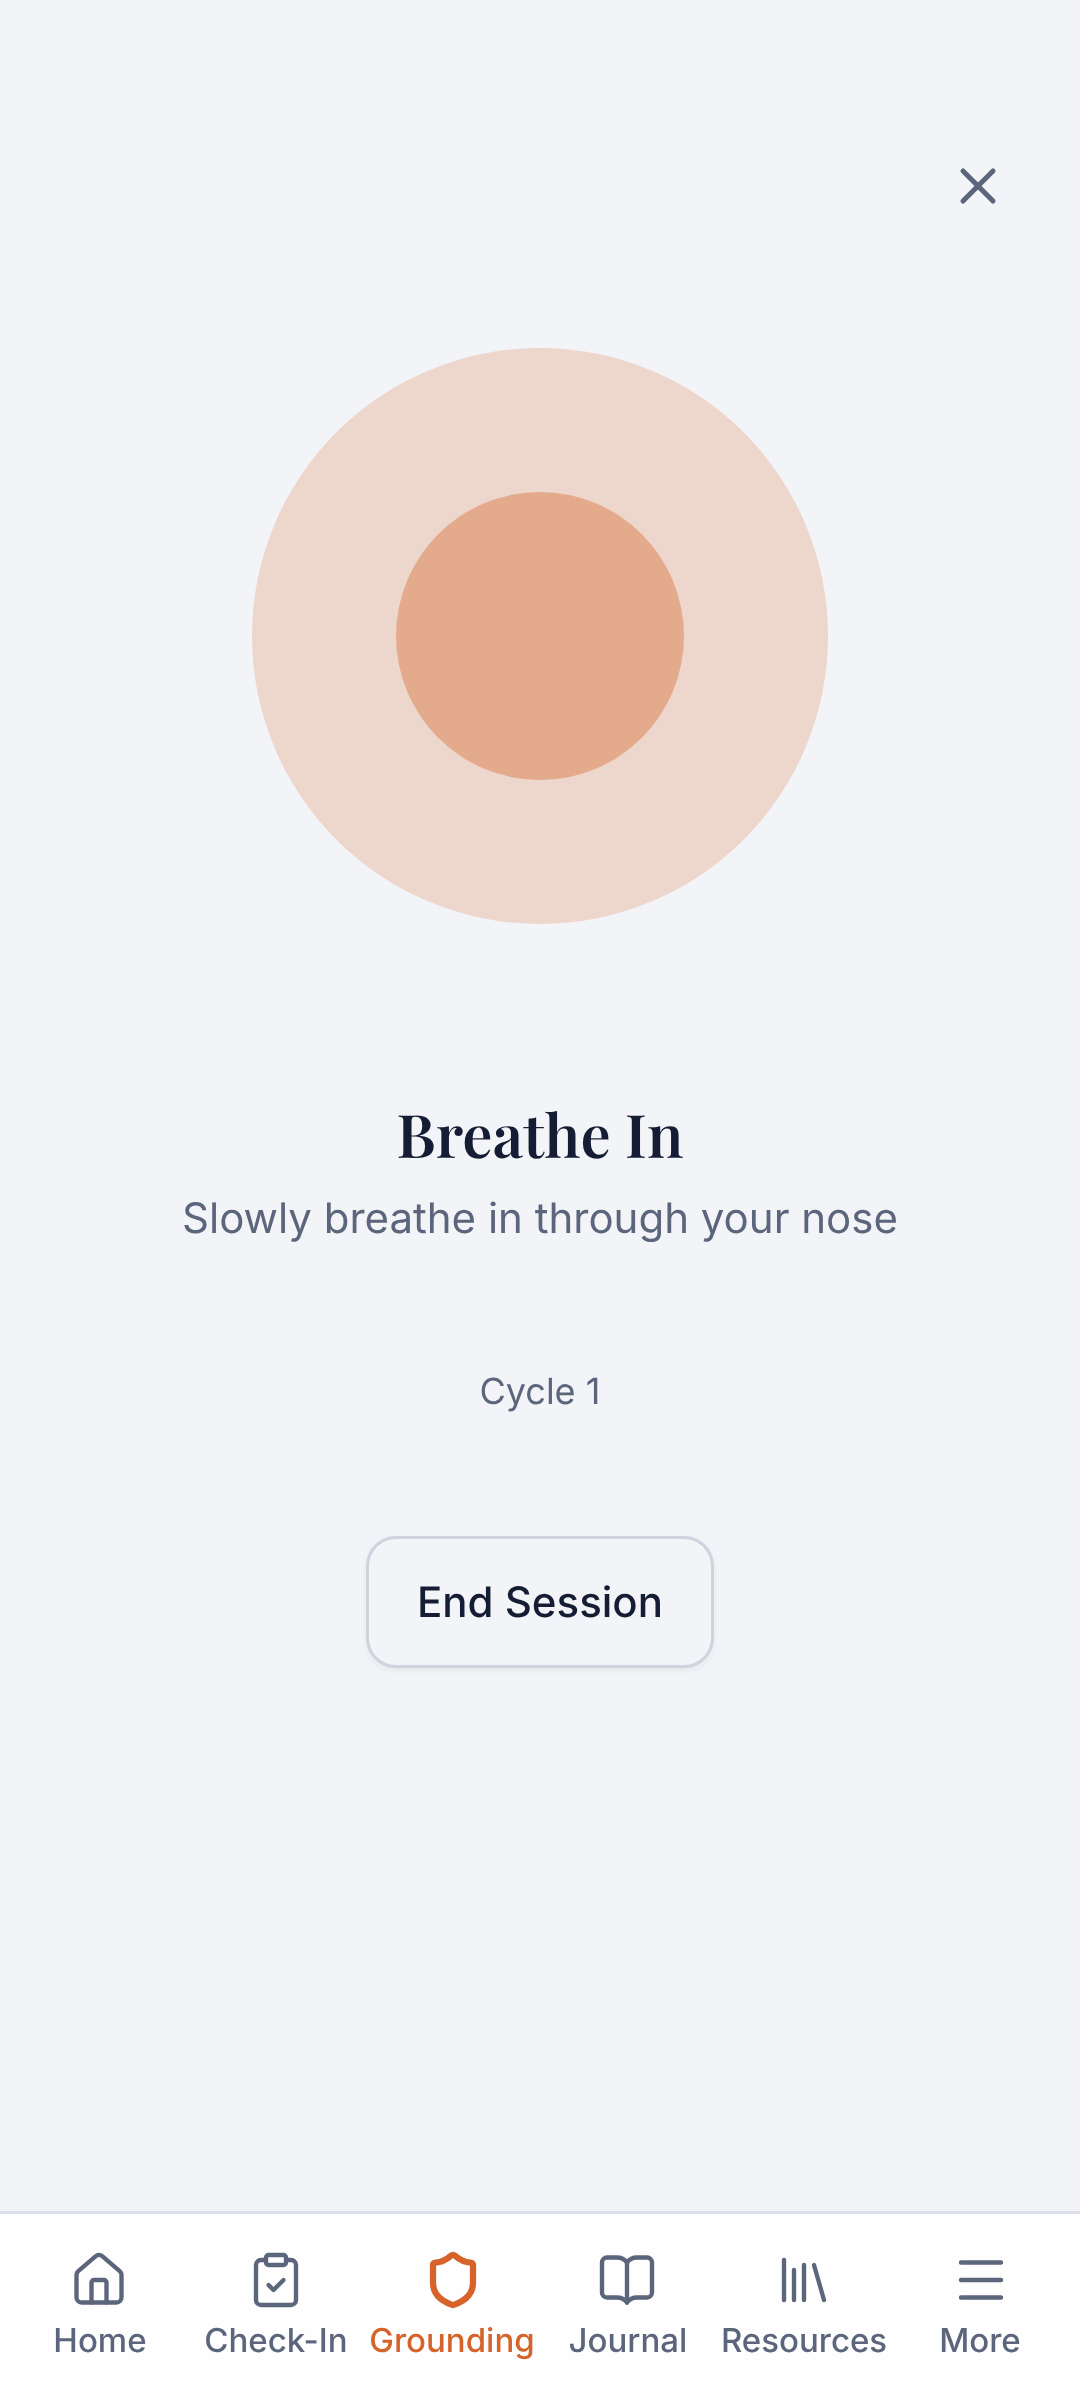 Breathe In
Slowly breathe in through your nose
Cycle 1
End Session
Home Check-In Grounding Journal Resources More